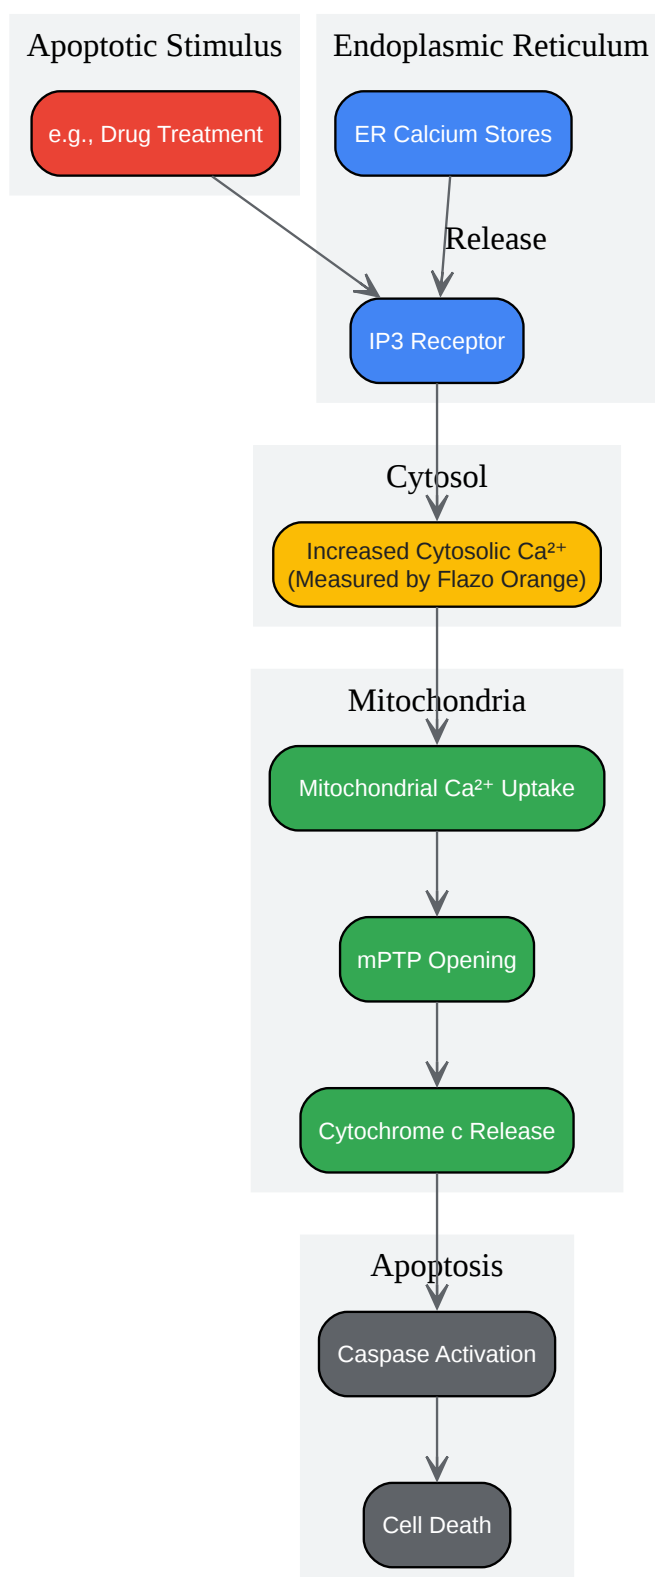 Apoptotic Stimulus
Endoplasmic Reticulum
e.g., Drug Treatment
ER Calcium Stores
Release
IP3 Receptor
Cytosol
Increased Cytosolic Ca²⁺
(Measured by Flazo Orange)
Mitochondria
Mitochondrial Ca²⁺ Uptake
mPTP Opening
Cytochrome c Release
Apoptosis
Caspase Activation
Cell Death